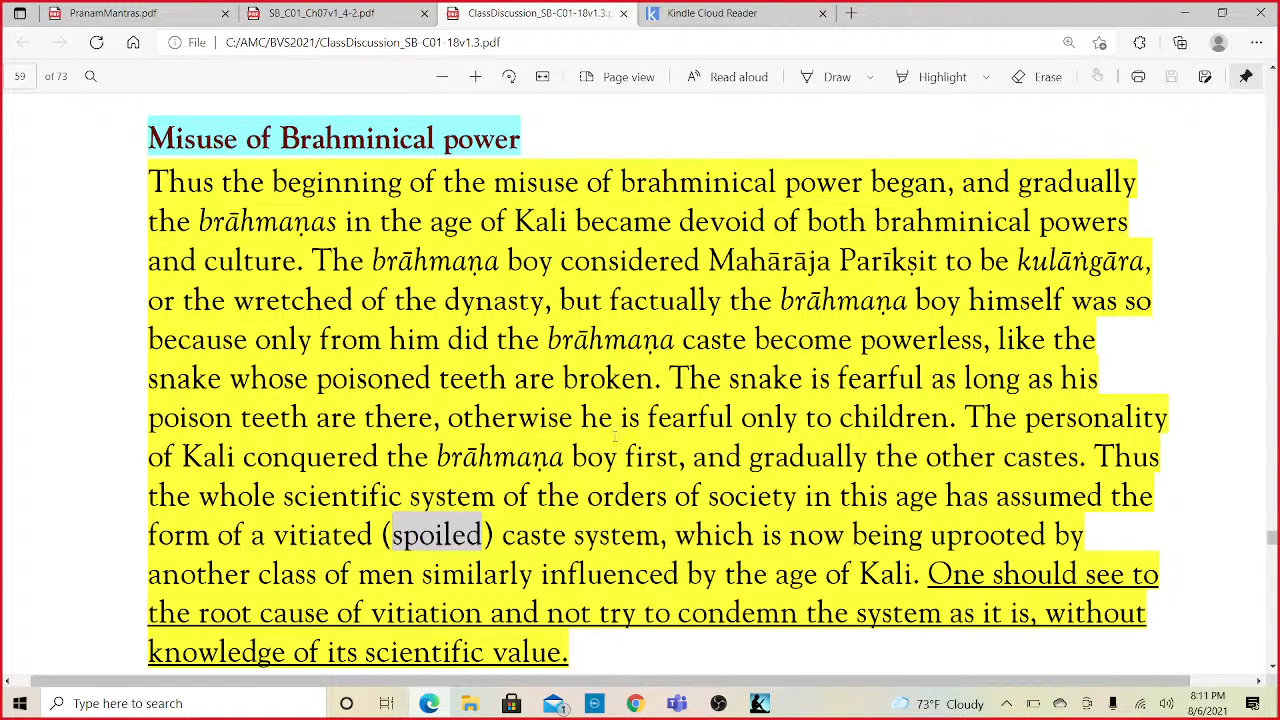 PranamMantras.pdf
SB_C01_Ch07v1_4-2.pdf
ClassDiscussion_SB-C01-18v1.3.p
Kindle Cloud Reader
File
C:/AMC/BVS2021/ClassDiscussion_SB-C01-18v1.3.pdf
59 of 73
Page view
Read aloud
Draw
Highlight
Erase
Misuse of Brahminical power
Thus the beginning of the misuse of brahminical power began, and gradually
the brāhmaṇas in the age of Kali became devoid of both brahminical powers
and culture. The brāhmaṇa boy considered Mahārāja Parīkṣit to be kulāṅgāra,
or the wretched of the dynasty, but factually the brāhmaṇa boy himself was so
because only from him did the brāhmaṇa caste become powerless, like the
snake whose poisoned teeth are broken. The snake is fearful as long as his
poison teeth are there, otherwise he is fearful only to children. The personality
of Kali conquered the brāhmaṇa boy first, and gradually the other castes. Thus
the whole scientific system of the orders of society in this age has assumed the
form of a vitiated (spoiled) caste system, which is now being uprooted by
another class of men similarly influenced by the age of Kali. One should see to
the root cause of vitiation and not try to condemn the system as it is, without
knowledge of its scientific value.
Type here to search
73°F Cloudy
8:11 PM
8/6/2021